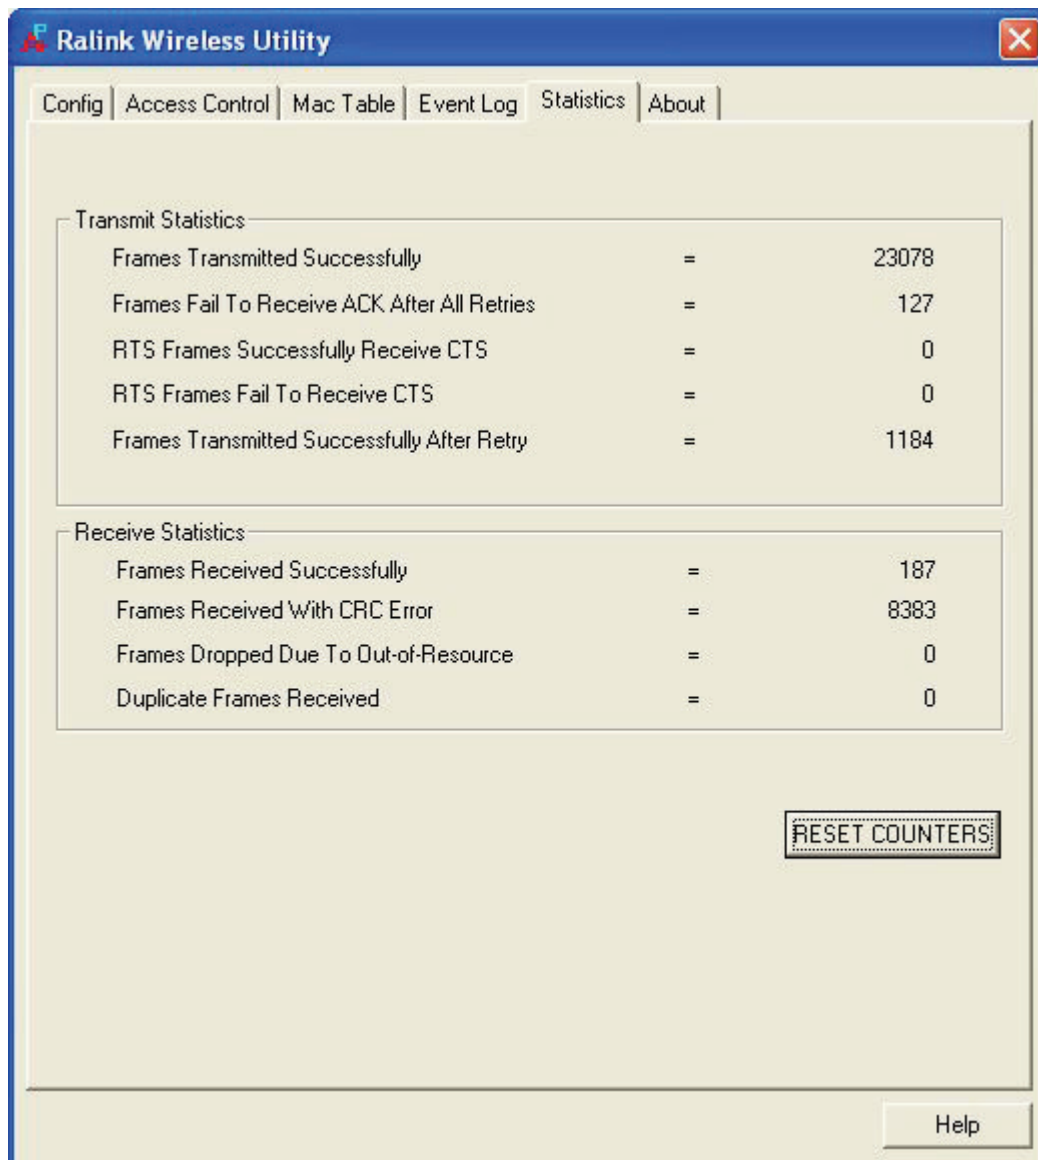 Ralink Wireless Utility
Config Access Control Mac Table Event Log Statistics About
Transmit Statistics
Frames Transmitted Successfully = 23078
Frames Fail To Receive ACK After All Retries = 127
RTS Frames Successfully Receive CTS = 0
RTS Frames Fail To Receive CTS = 0
Frames Transmitted Successfully After Retry = 1184
Receive Statistics
Frames Received Successfully = 187
Frames Received With CRC Error = 8383
Frames Dropped Due To Out-of-Resource = 0
Duplicate Frames Received = 0
RESET COUNTERS
Help